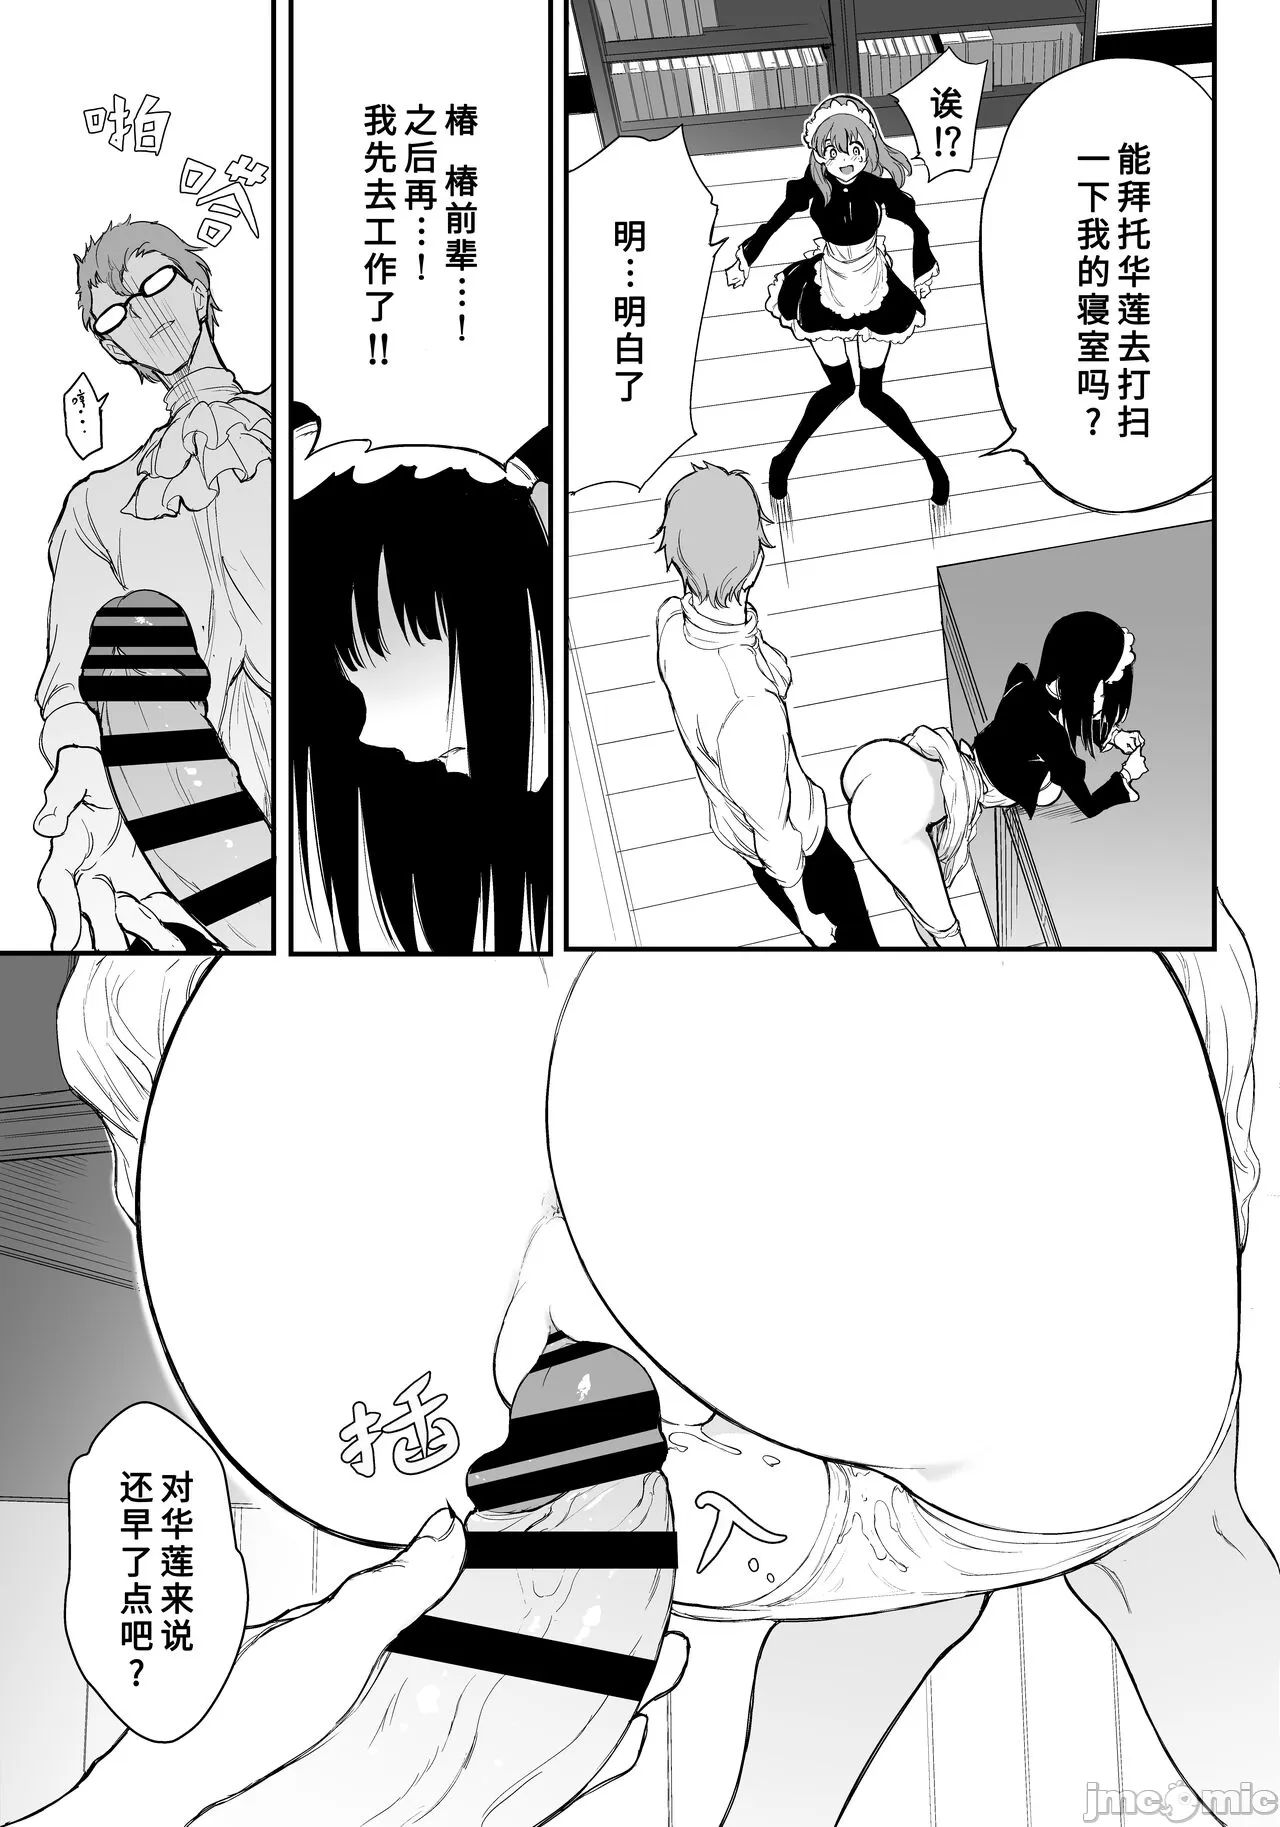 能拜托华莲去打扫
一下我的寝室吗？
诶!?
明…明白了
椿 椿前辈…！
之后再…！
我先去工作了!!
啪
嗒
入
插
对华莲来说
还早了点吧？
jmcomic